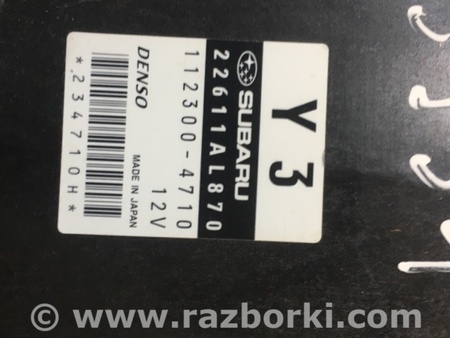 Y 3
SUBARU
22611AL870
112300-4710
12V
DENSO
MADE IN JAPAN
*234710H*
© www.razborki.com